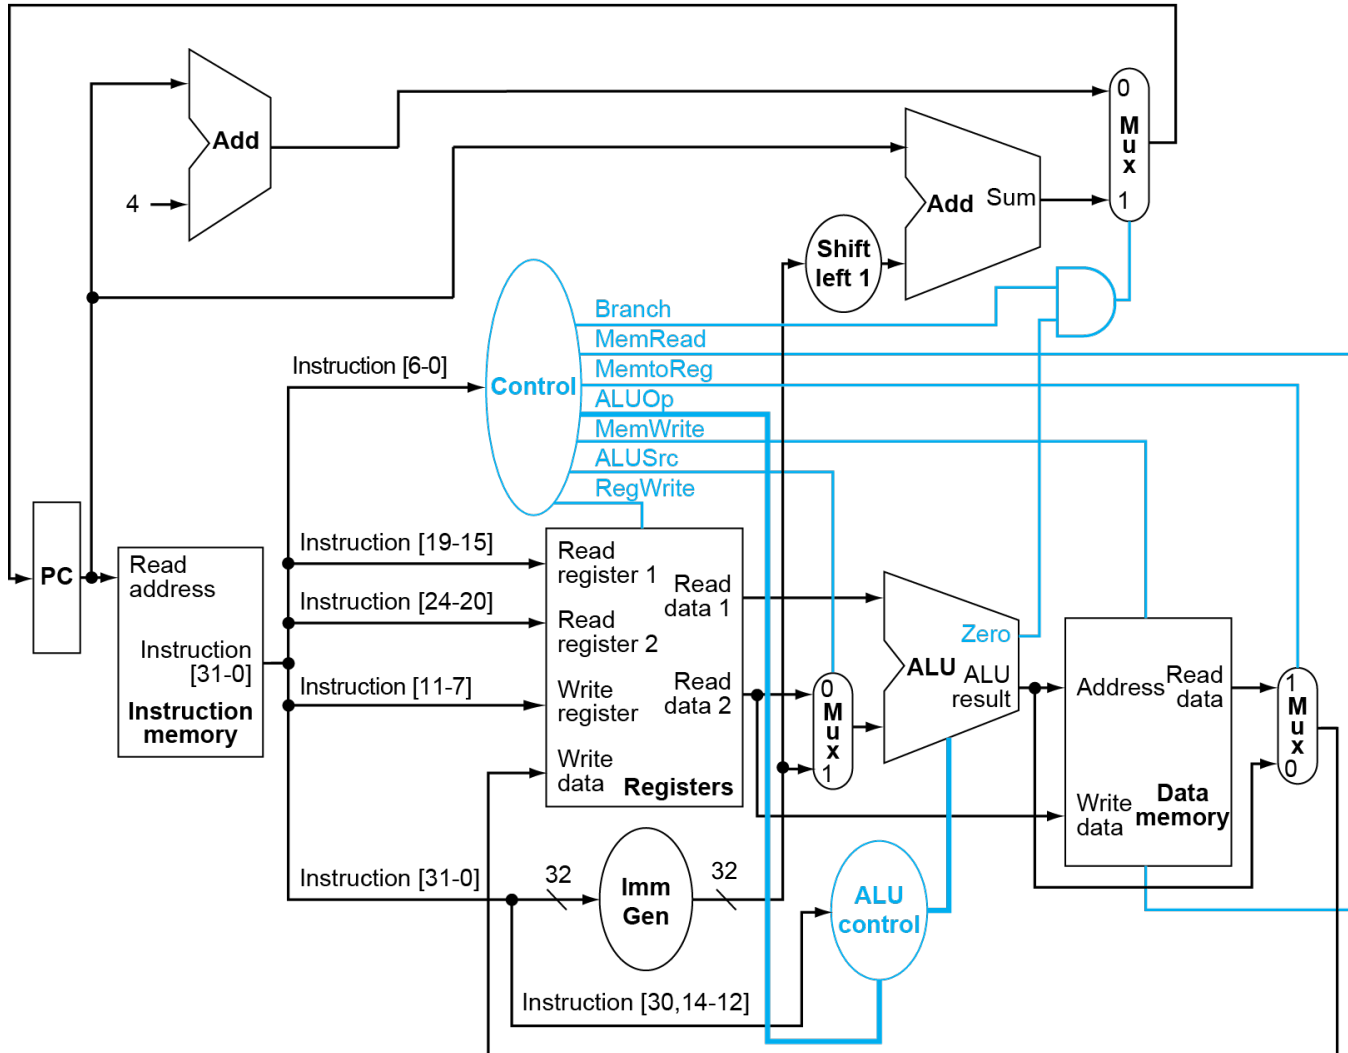 Add
4
0
Mux
1
Add
Sum
Shift
left 1
Branch
MemRead
MemtoReg
ALUOp
MemWrite
ALUSrc
RegWrite
Control
Instruction [6-0]
PC
Read
address
Instruction
[31-0]
Instruction
memory
Instruction [19-15]
Instruction [24-20]
Instruction [11-7]
Read
register 1
Read
register 2
Write
register
Write
data
Read
data 1
Read
data 2
Registers
0
Mux
1
Zero
ALU
ALU
result
Address
Read
data
Write
data
Data
memory
1
Mux
0
Instruction [31-0]
32
Imm
Gen
32
ALU
control
Instruction [30,14-12]